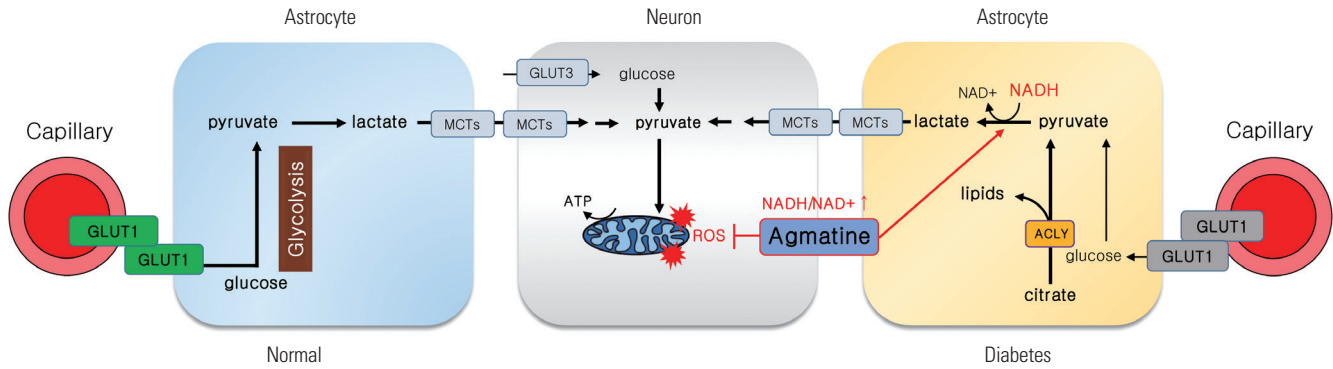 Astrocyte
Neuron
Astrocyte
GLUT3
glucose
NAD+
NADH
Capillary
pyruvate
lactate
MCTs
MCTs
pyruvate
MCTs
MCTs
lactate
pyruvate
Capillary
Glycolysis
ATP
NADH/NAD+ ↑
lipids
GLUT1
GLUT1
ROS
Agmatine
ACLY
GLUT1
GLUT1
glucose
glucose
citrate
Normal
Diabetes